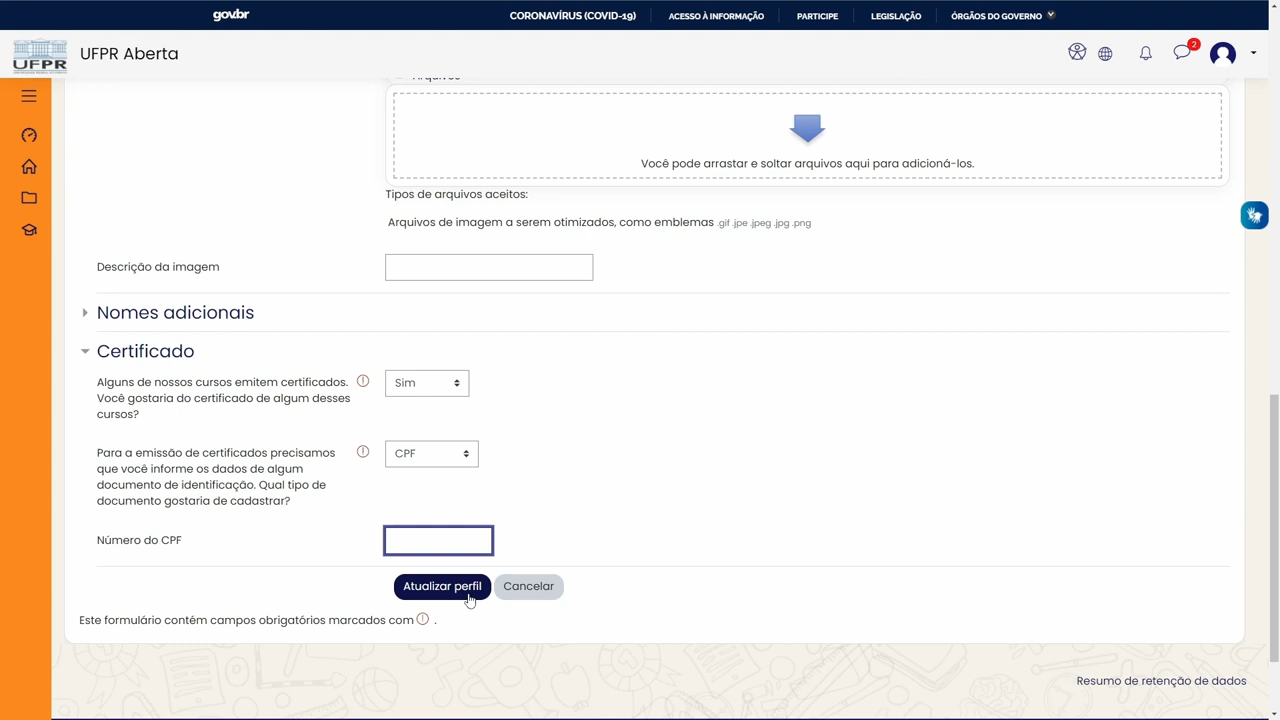 gov.br
CORONAVÍRUS (COVID-19)
ACESSO À INFORMAÇÃO
PARTICIPE
LEGISLAÇÃO
ÓRGÃOS DO GOVERNO
UFPR
UFPR Aberta
2
Arquivos
Você pode arrastar e soltar arquivos aqui para adicioná-los.
Tipos de arquivos aceitos:
Arquivos de imagem a serem otimizados, como emblemas .gif .jpe .jpeg .jpg .png
Descrição da imagem
Nomes adicionais
Certificado
Alguns de nossos cursos emitem certificados.
Você gostaria do certificado de algum desses
cursos?
Sim
Para a emissão de certificados precisamos
que você informe os dados de algum
documento de identificação. Qual tipo de
documento gostaria de cadastrar?
CPF
Número do CPF
Atualizar perfil
Cancelar
Este formulário contém campos obrigatórios marcados com .
Resumo de retenção de dados